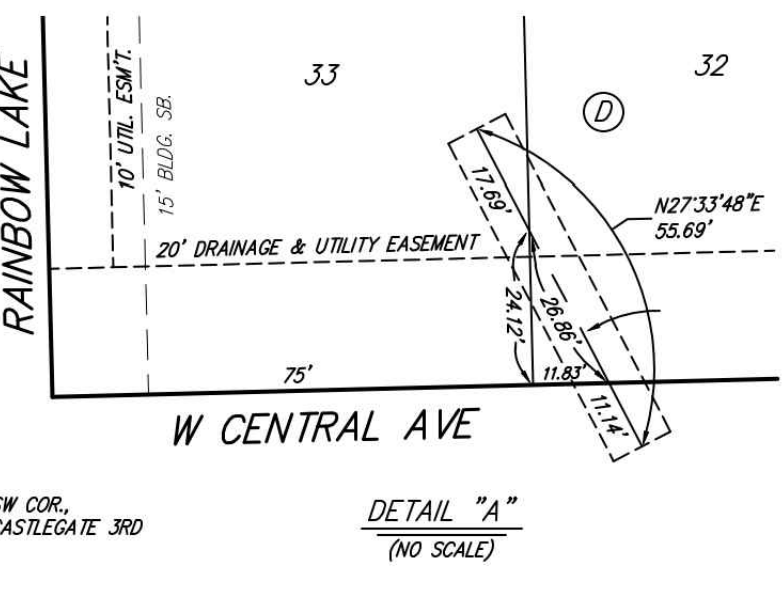 33
32
D
RAINBOW LAKE
10' UTIL. ESM'T.
15' BLDG. SB.
17.69'
N27°33'48"E
55.69'
20' DRAINAGE & UTILITY EASEMENT
24.12'
26.86'
75'
11.83'
11.14'
W CENTRAL AVE
SW COR.,
CASTLEGATE 3RD
DETAIL "A"
(NO SCALE)